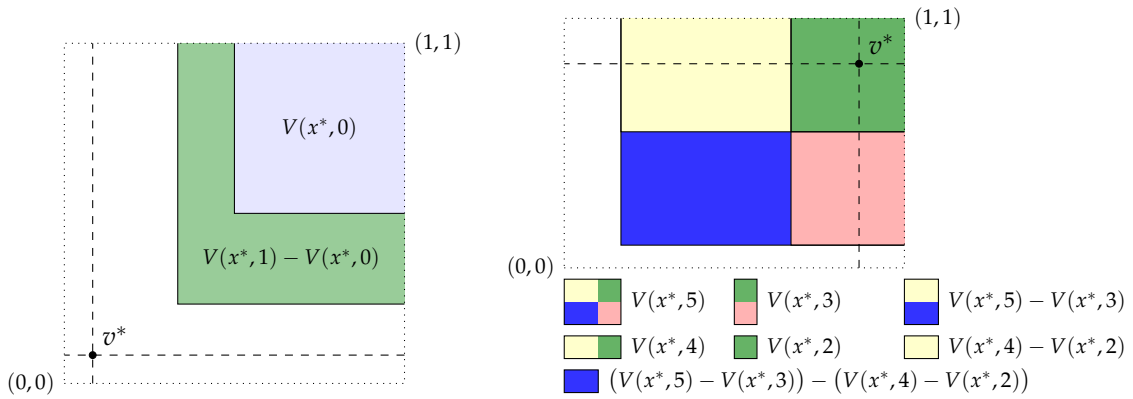 (1, 1)
V(x*, 0)
V(x*, 1) − V(x*, 0)
v*
(0, 0)
(1, 1)
v*
(0, 0)
V(x*, 5)
V(x*, 3)
V(x*, 5) − V(x*, 3)
V(x*, 4)
V(x*, 2)
V(x*, 4) − V(x*, 2)
(V(x*, 5) − V(x*, 3)) − (V(x*, 4) − V(x*, 2))